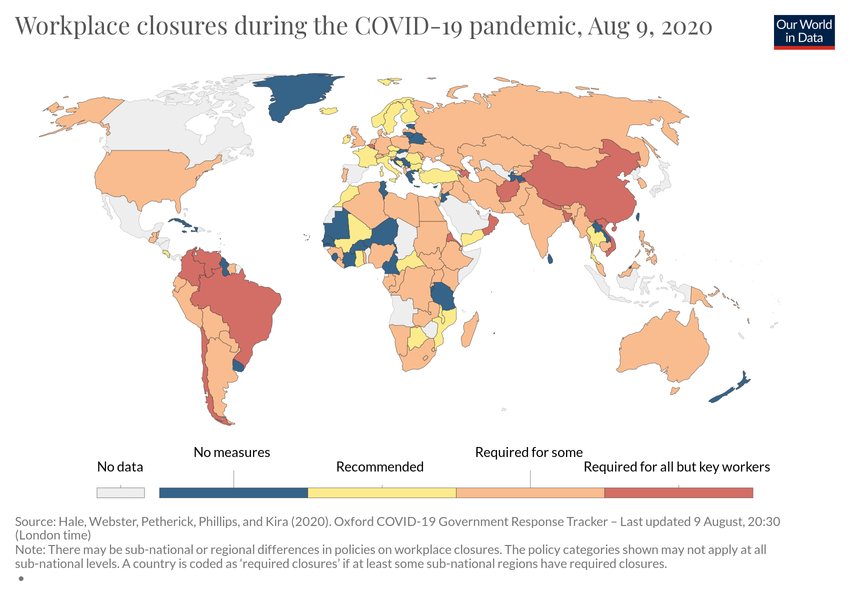 Workplace closures during the COVID-19 pandemic, Aug 9, 2020
Our World
in Data
No data
No measures
Recommended
Required for some
Required for all but key workers
Source: Hale, Webster, Petherick, Phillips, and Kira (2020). Oxford COVID-19 Government Response Tracker – Last updated 9 August, 20:30
(London time)
Note: There may be sub-national or regional differences in policies on workplace closures. The policy categories shown may not apply at all
sub-national levels. A country is coded as 'required closures' if at least some sub-national regions have required closures.
•